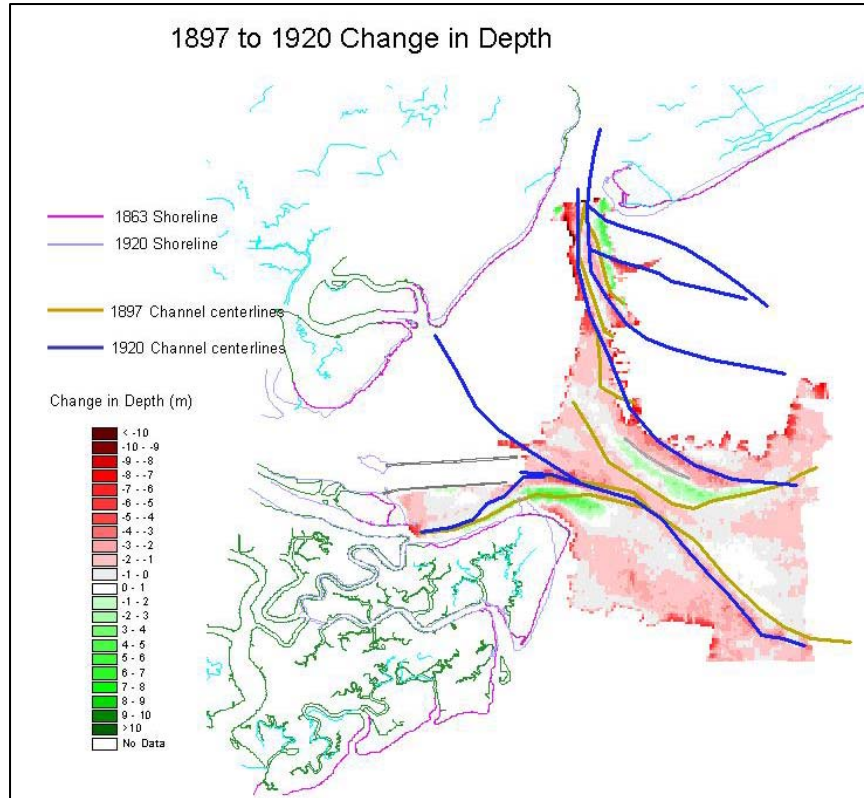 1897 to 1920 Change in Depth
1863 Shoreline
1920 Shoreline
1897 Channel centerlines
1920 Channel centerlines
Change in Depth (m)
< -10
-10 - -9
-9 - -8
-8 - -7
-7 - -6
-6 - -5
-5 - -4
-4 - -3
-3 - -2
-2 - -1
-1 - 0
0 - 1
-1 - 2
-2 - 3
3 - 4
4 - 5
5 - 6
6 - 7
7 - 8
8 - 9
9 - 10
>10
No Data